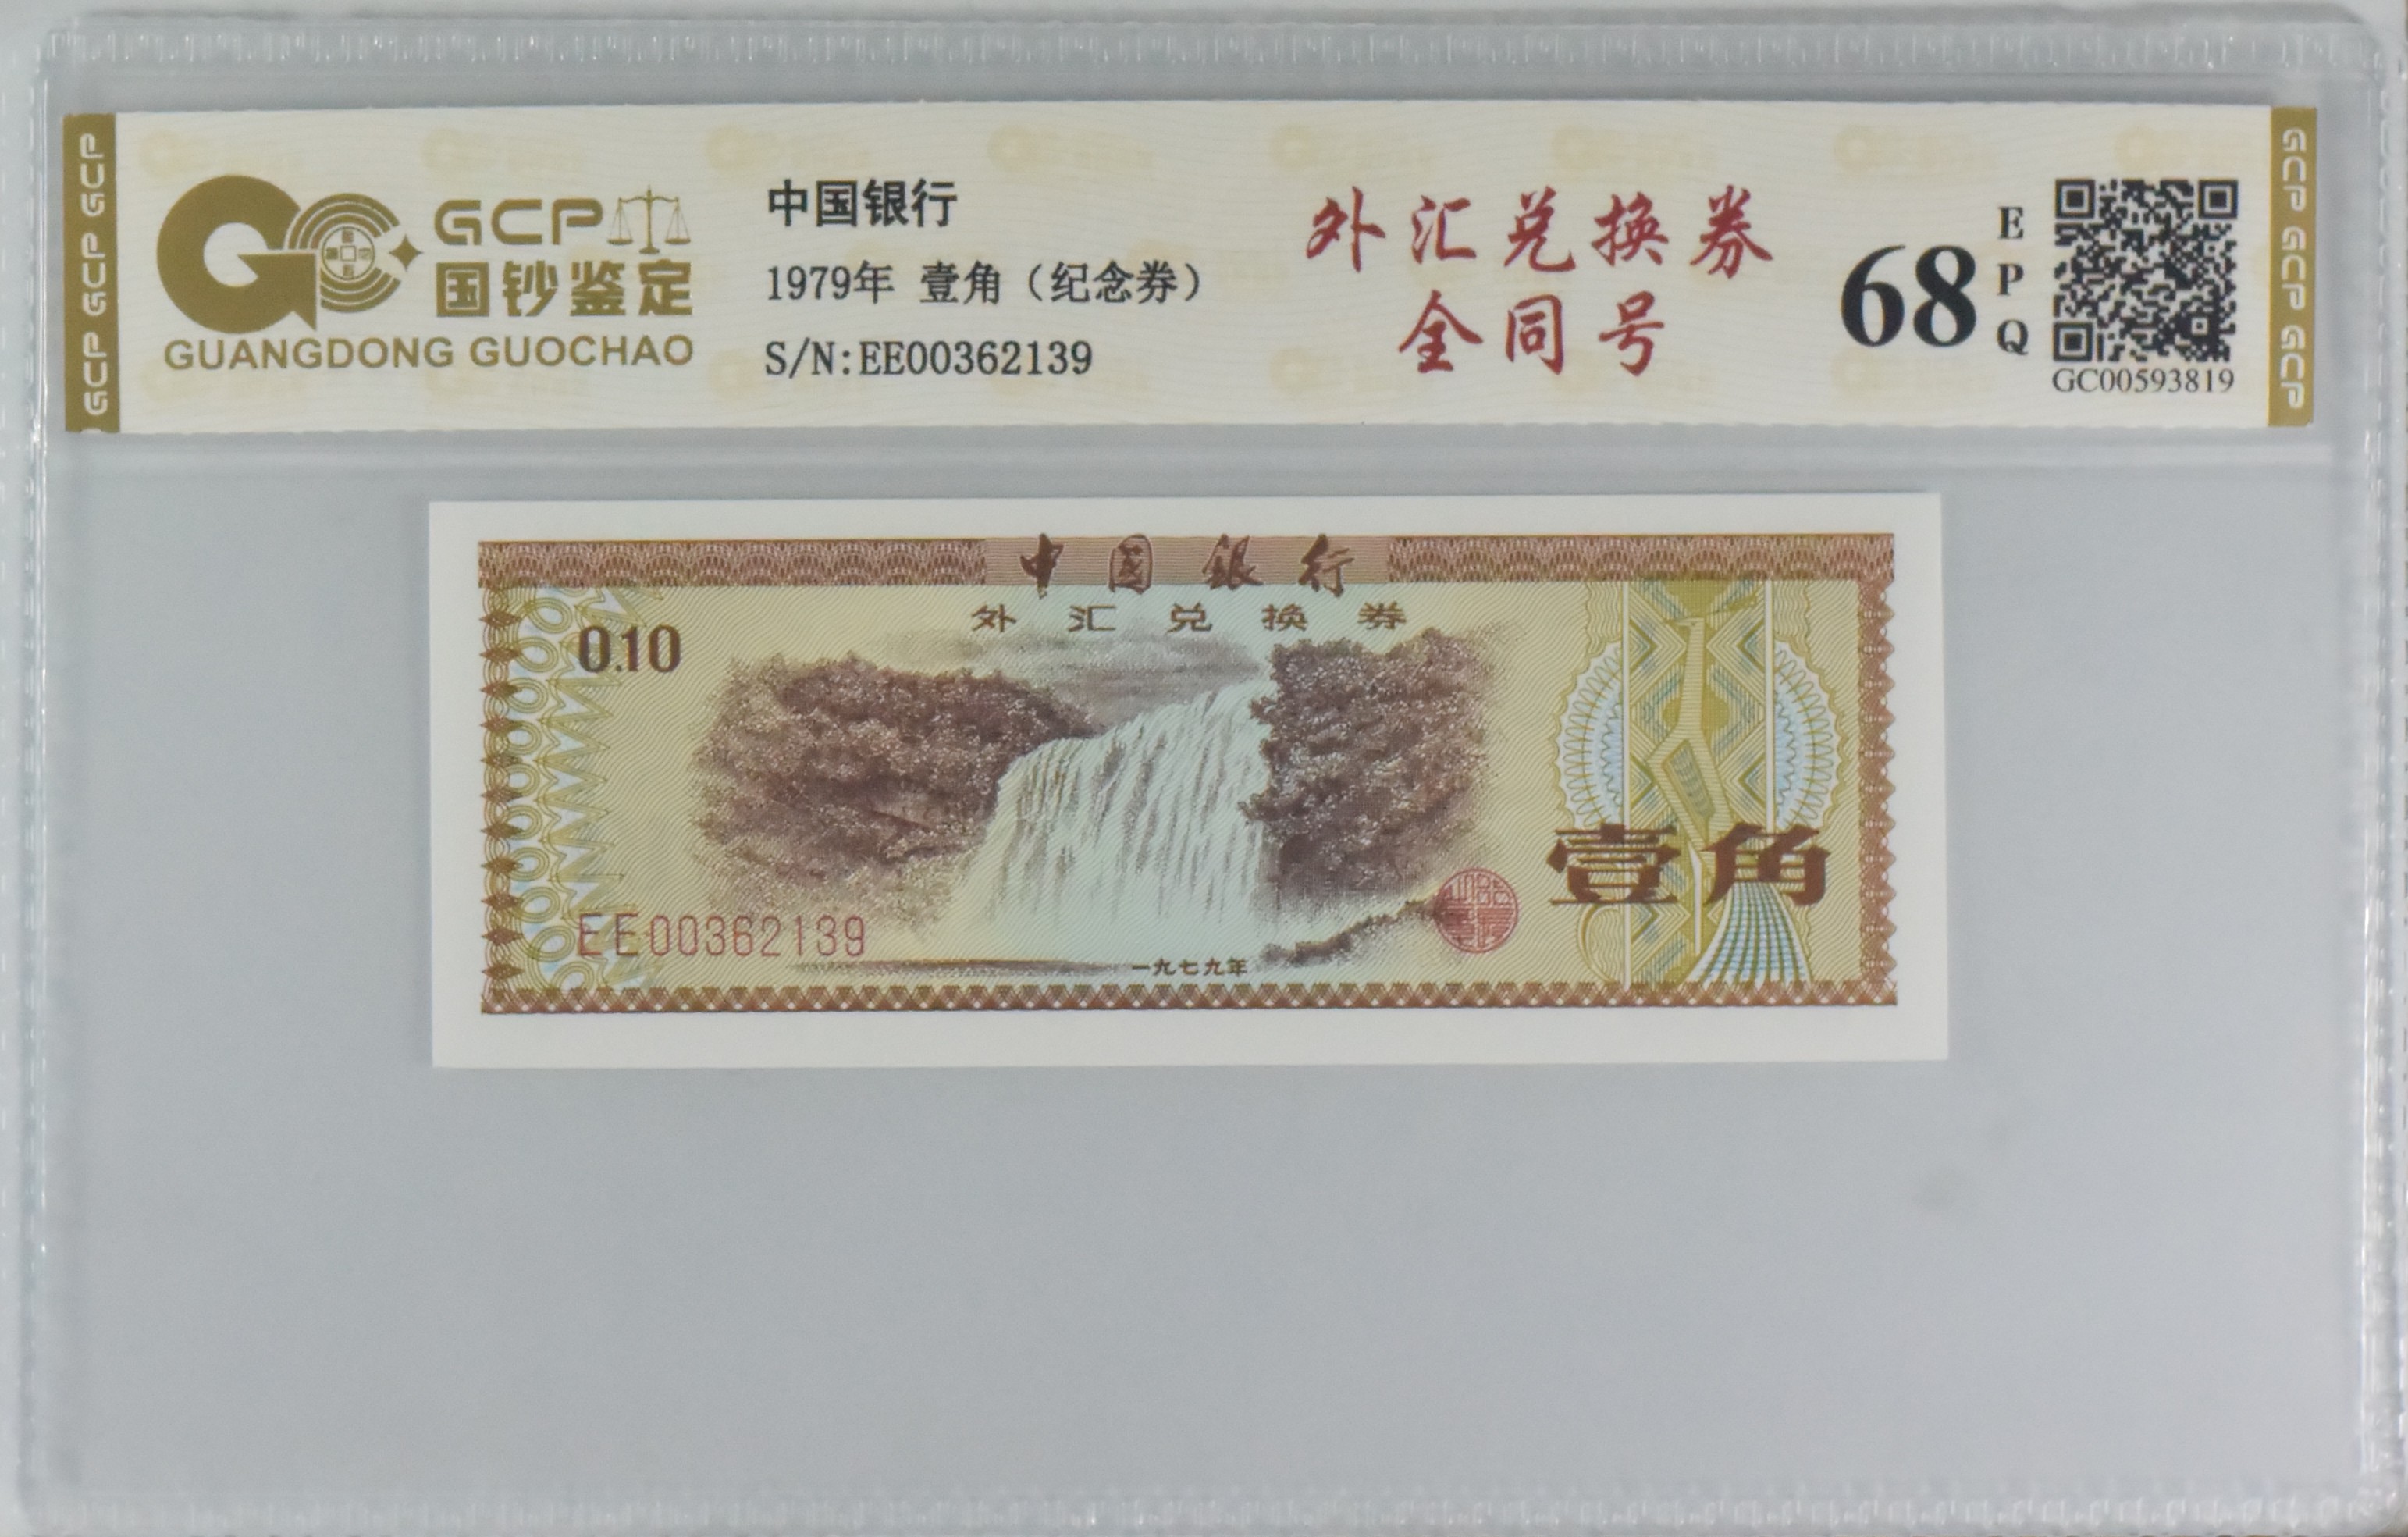 GCP GCP GCP
GCP
国钞鉴定
GUANGDONG GUOCHAO
中国银行
1979年 壹角（纪念券）
S/N:EE00362139
外汇兑换券
全同号
68
EPQ
GC00593819
GCP GCP GCP
中国银行
外汇兑换券
0.10
壹角
EE00362139
一九七九年